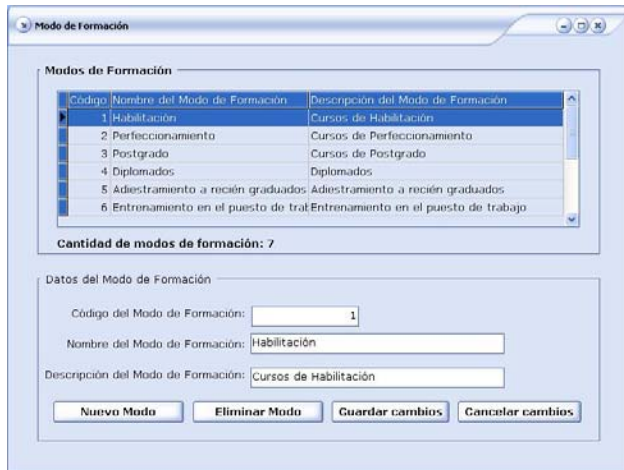 Modo de Formación
Modos de Formación
Código Nombre del Modo de Formación Descripción del Modo de Formación
1 Habilitación Cursos de Habilitación
2 Perfeccionamiento Cursos de Perfeccionamiento
3 Postgrado Cursos de Postgrado
4 Diplomados Diplomados
5 Adiestramiento a recién graduados Adiestramiento a recién graduados
6 Entrenamiento en el puesto de trab Entrenamiento en el puesto de trabajo
Cantidad de modos de formación: 7
Datos del Modo de Formación
Código del Modo de Formación: 1
Nombre del Modo de Formación: Habilitación
Descripción del Modo de Formación: Cursos de Habilitación
Nuevo Modo Eliminar Modo Guardar cambios Cancelar cambios